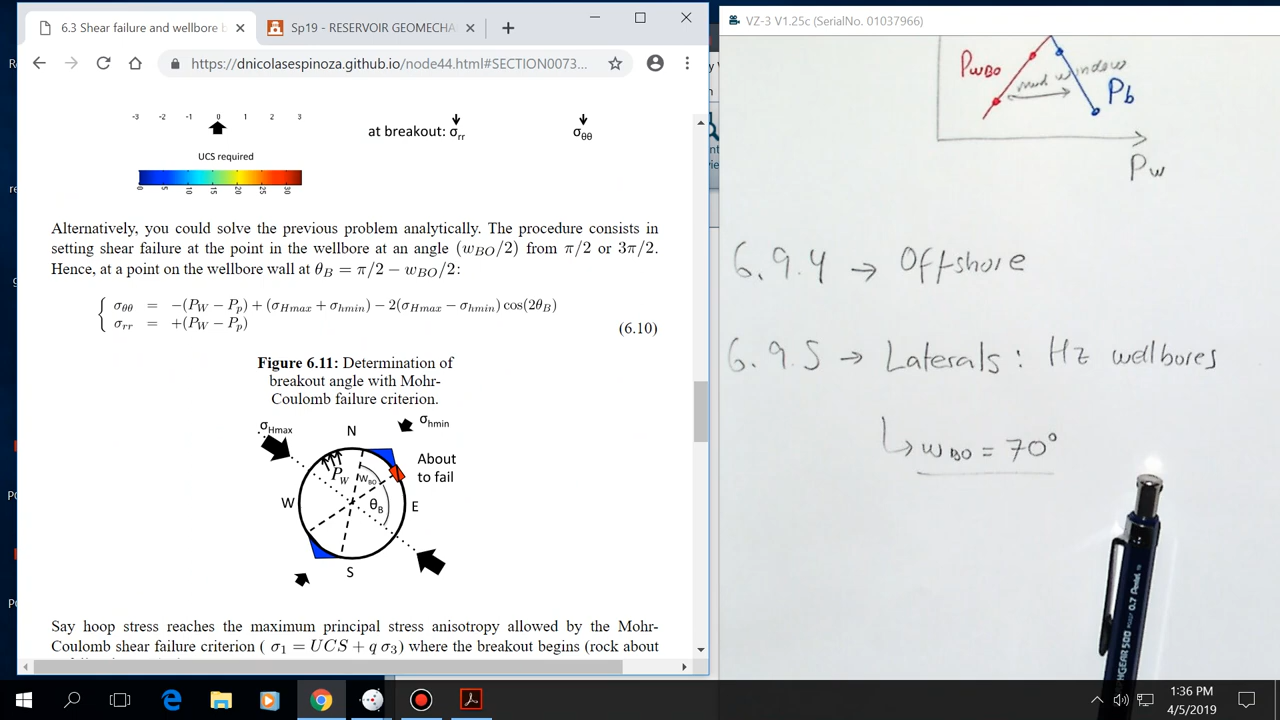 6.3 Shear failure and wellbore b
Sp19 - RESERVOIR GEOMECHA
https://dnicolasespinoza.github.io/node44.html#SECTION0073...
-3 -2 -1 0 1 2 3
UCS required
0 5 10 15 20 25 30
at breakout: σrr
σθθ
Alternatively, you could solve the previous problem analytically. The procedure consists in
setting shear failure at the point in the wellbore at an angle (wBO/2) from π/2 or 3π/2.
Hence, at a point on the wellbore wall at θB = π/2 − wBO/2:
σθθ = −(PW − Pp) + (σHmax + σhmin) − 2(σHmax − σhmin) cos(2θB)
σrr = +(PW − Pp)
(6.10)
Figure 6.11: Determination of
breakout angle with Mohr-
Coulomb failure criterion.
σHmax
σhmin
N
About
to fail
PW
wBO
W
θB
E
S
Say hoop stress reaches the maximum principal stress anisotropy allowed by the Mohr-
Coulomb shear failure criterion ( σ1 = UCS + q σ3) where the breakout begins (rock about
VZ-3 V1.25c (SerialNo. 01037966)
PWBO
mud window
Pb
PW
6.9.4 → Offshore
6.9.5 → Laterals: Hz wellbores
↳ wBO = 70°
GEAR 500 0.7 Pentel
1:36 PM
4/5/2019